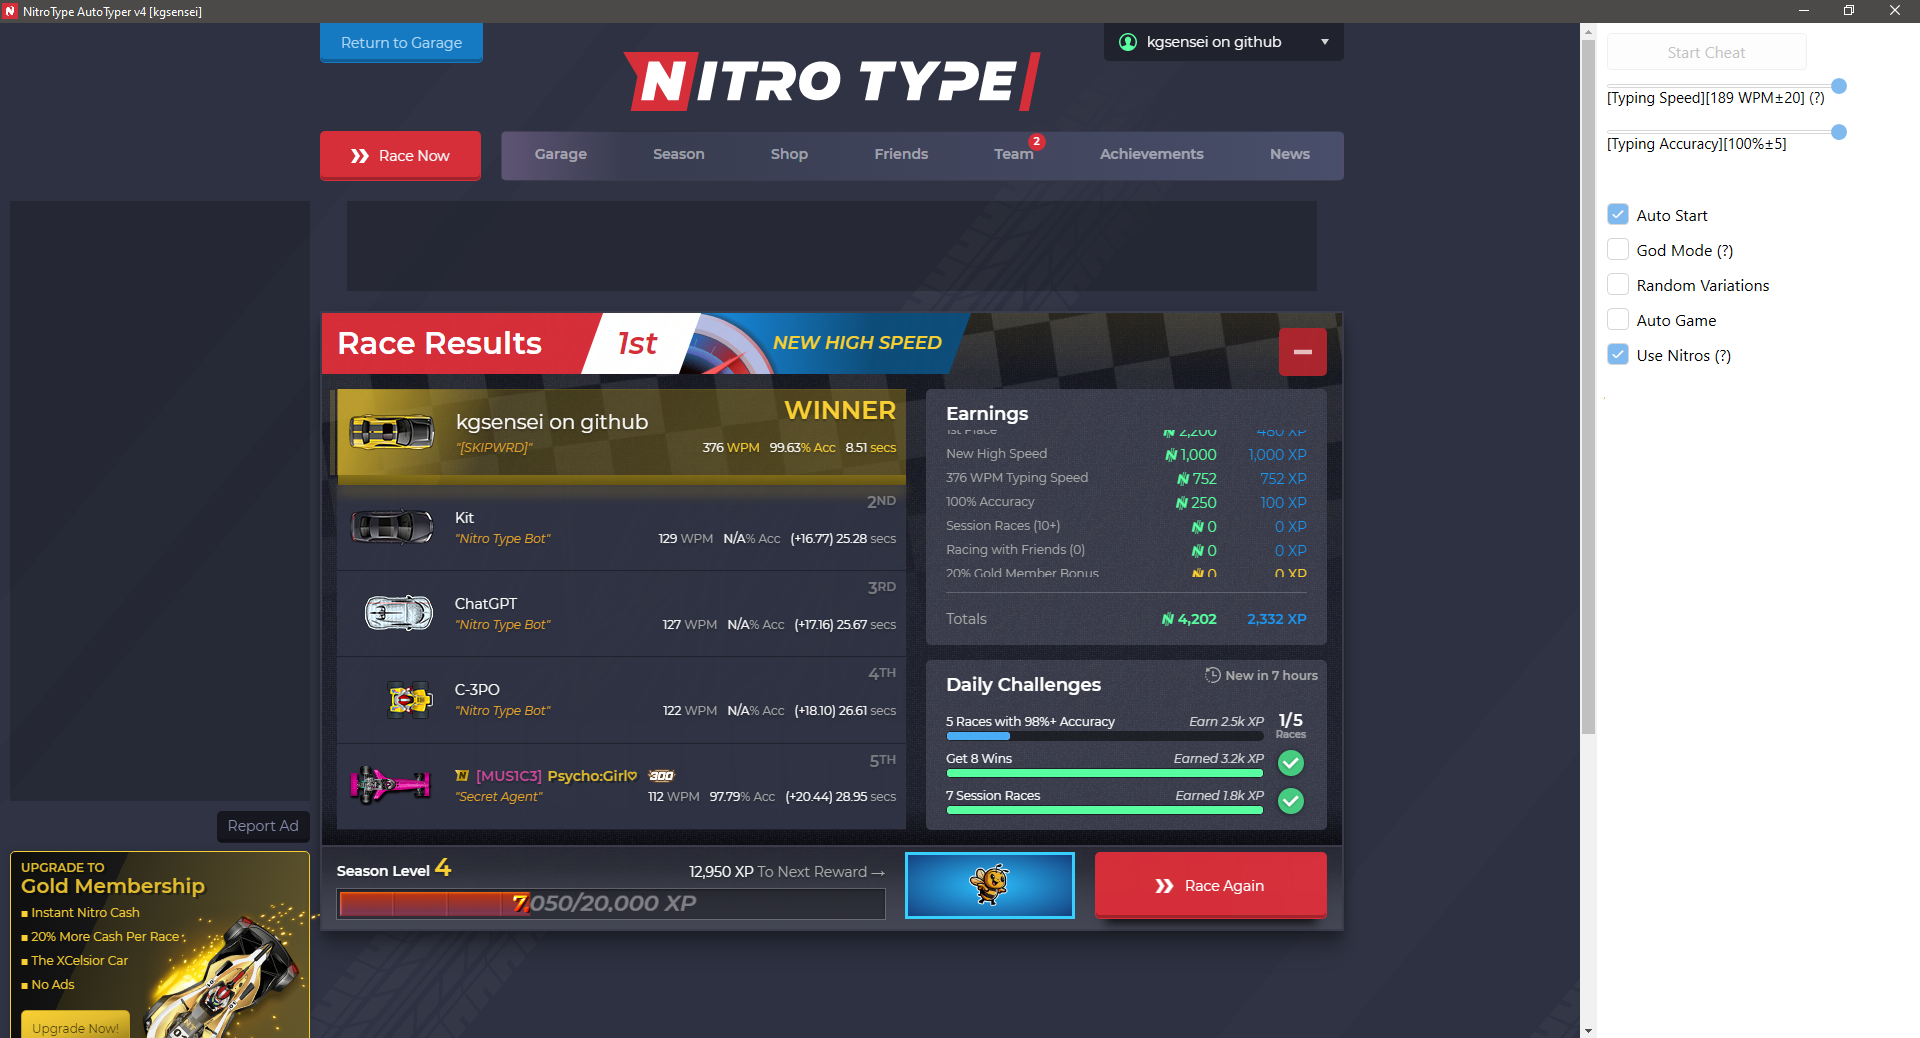 NitroType AutoTyper v4 [kgsensei]
Return to Garage
NITRO TYPE
kgsensei on github
Race Now
Garage
Season
Shop
Friends
Team
2
Achievements
News
Race Results
1st
NEW HIGH SPEED
WINNER
kgsensei on github
"[SKIPWRD]"
376 WPM 99.63% Acc 8.51 secs
2ND
Kit
"Nitro Type Bot"
129 WPM N/A% Acc (+16.77) 25.28 secs
3RD
ChatGPT
"Nitro Type Bot"
127 WPM N/A% Acc (+17.16) 25.67 secs
4TH
C-3PO
"Nitro Type Bot"
122 WPM N/A% Acc (+18.10) 26.61 secs
5TH
N [MUS1C3] Psycho:Girl♡ 300
"Secret Agent"
112 WPM 97.79% Acc (+20.44) 28.95 secs
Earnings
1st Place N 2,200 480 XP
New High Speed N 1,000 1,000 XP
376 WPM Typing Speed N 752 752 XP
100% Accuracy N 250 100 XP
Session Races (10+) N 0 0 XP
Racing with Friends (0) N 0 0 XP
20% Gold Member Bonus N 0 0 XP
Totals N 4,202 2,332 XP
Daily Challenges
New in 7 hours
5 Races with 98%+ Accuracy Earn 2.5k XP
1/5
Races
Get 8 Wins Earned 3.2k XP
7 Session Races Earned 1.8k XP
Season Level 4
12,950 XP To Next Reward →
7,050/20,000 XP
Race Again
Report Ad
UPGRADE TO
Gold Membership
Instant Nitro Cash
20% More Cash Per Race
The XCelsior Car
No Ads
Upgrade Now!
Start Cheat
[Typing Speed][189 WPM±20] (?)
[Typing Accuracy][100%±5]
Auto Start
God Mode (?)
Random Variations
Auto Game
Use Nitros (?)